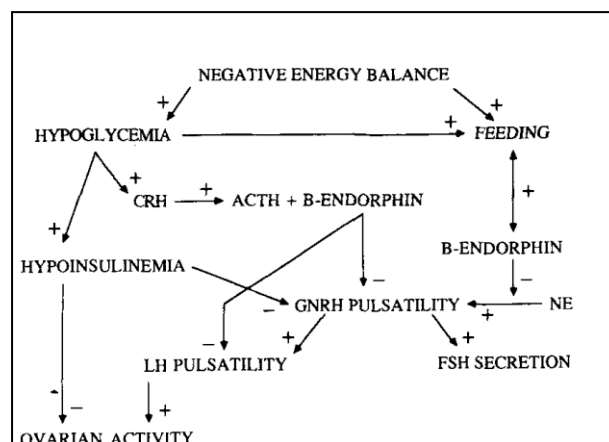 NEGATIVE ENERGY BALANCE
+ +
HYPOGLYCEMIA + FEEDING
+ +
CRH ACTH + B-ENDORPHIN +
+
B-ENDORPHIN
HYPOINSULINEMIA
– –
– GNRH PULSATILITY + NE
– + +
LH PULSATILITY FSH SECRETION
– +
OVARIAN ACTIVITY